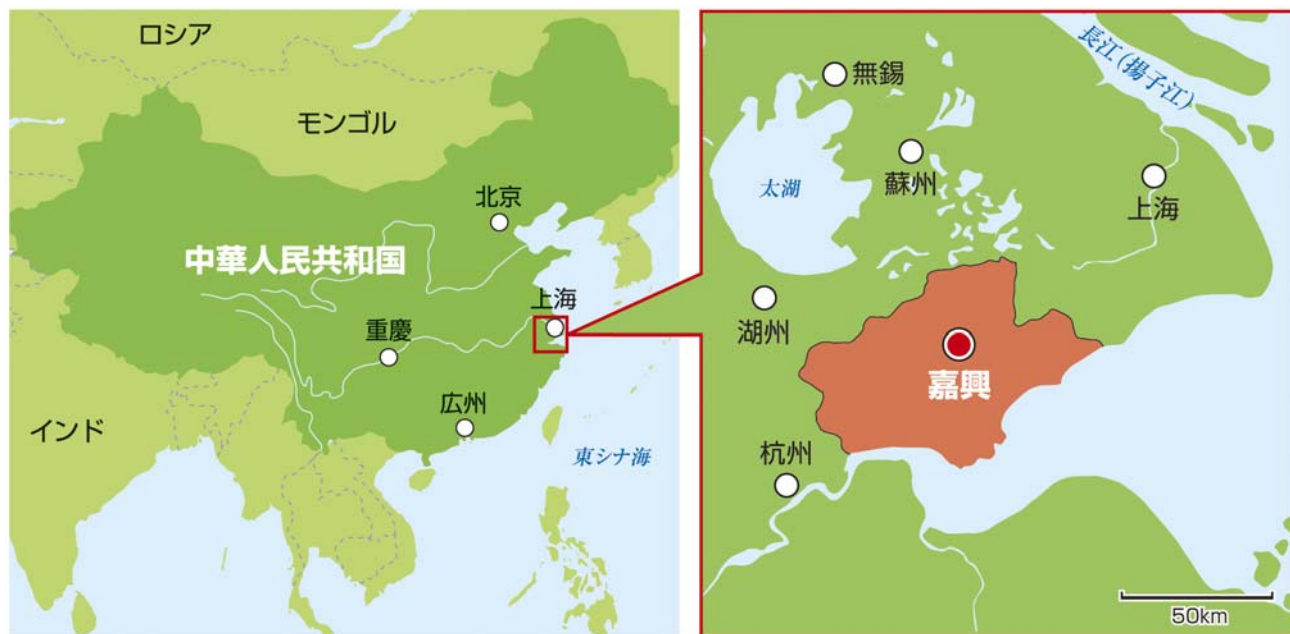 ロシア
モンゴル
北京
中華人民共和国
上海
重慶
広州
インド
東シナ海
長江(揚子江)
無錫
蘇州
太湖
上海
湖州
嘉興
杭州
50km